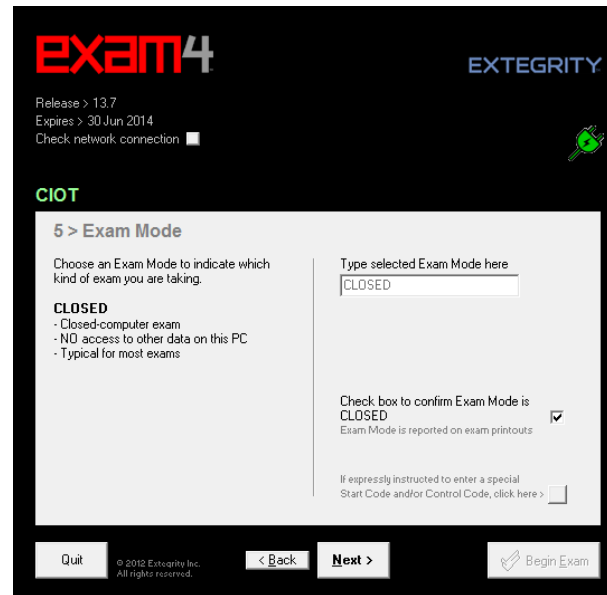 exam4
EXTEGRITY
Release > 13.7
Expires > 30 Jun 2014
Check network connection
CIOT
5 > Exam Mode
Choose an Exam Mode to indicate which
kind of exam you are taking.
CLOSED
- Closed-computer exam
- NO access to other data on this PC
- Typical for most exams
Type selected Exam Mode here
CLOSED
Check box to confirm Exam Mode is
CLOSED
Exam Mode is reported on exam printouts
If expressly instructed to enter a special
Start Code and/or Control Code, click here >
Quit
© 2012 Extegrity Inc.
All rights reserved.
< Back
Next >
Begin Exam